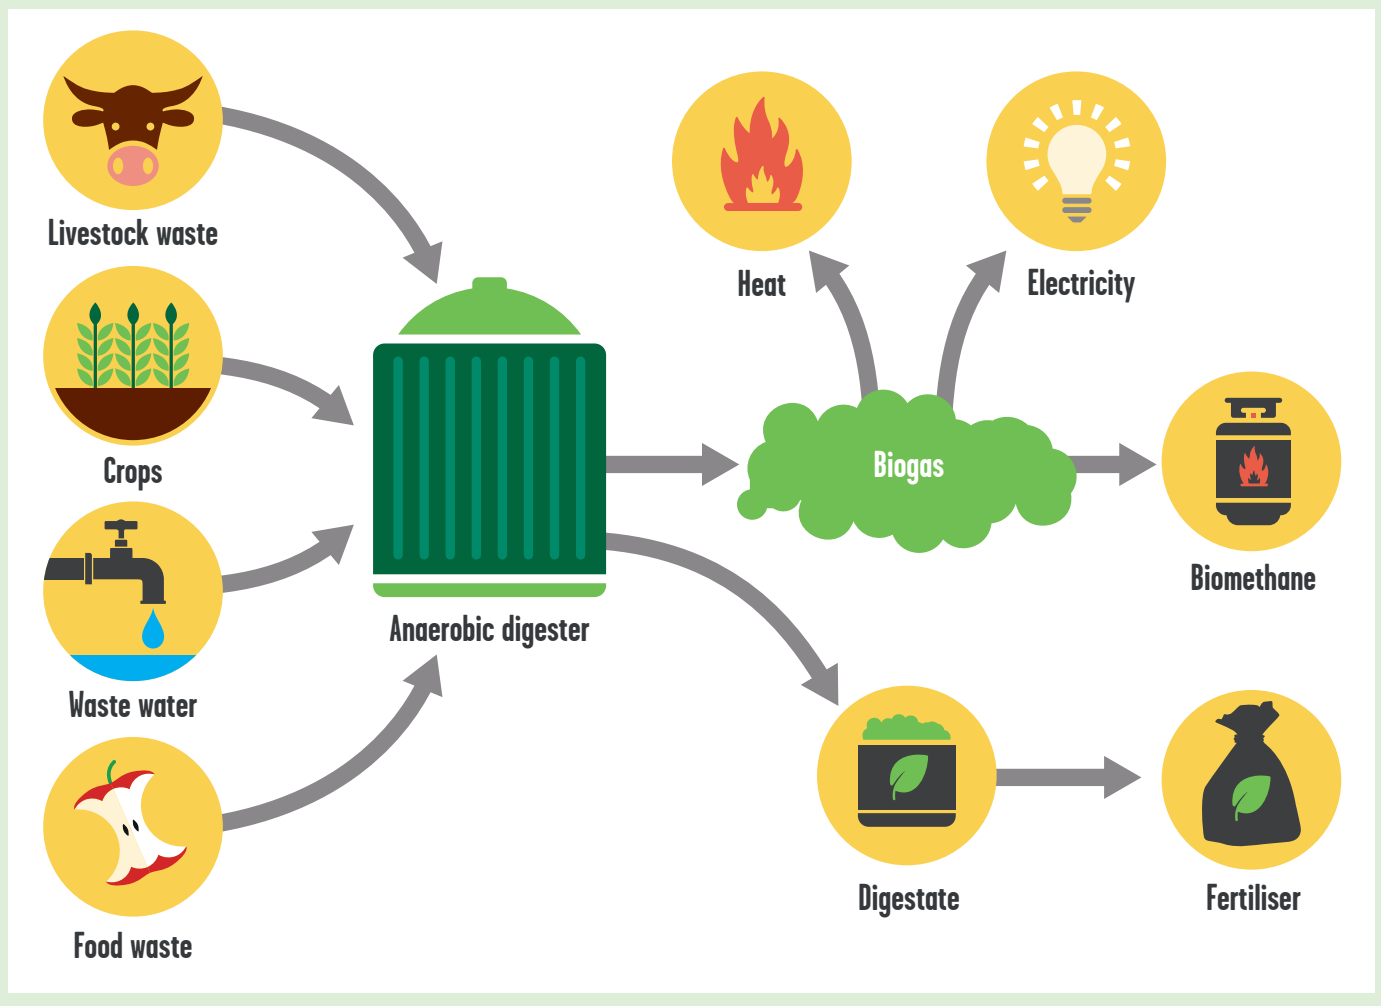 Livestock waste
Crops
Waste water
Food waste
Anaerobic digester
Heat
Electricity
Biogas
Biomethane
Digestate
Fertiliser